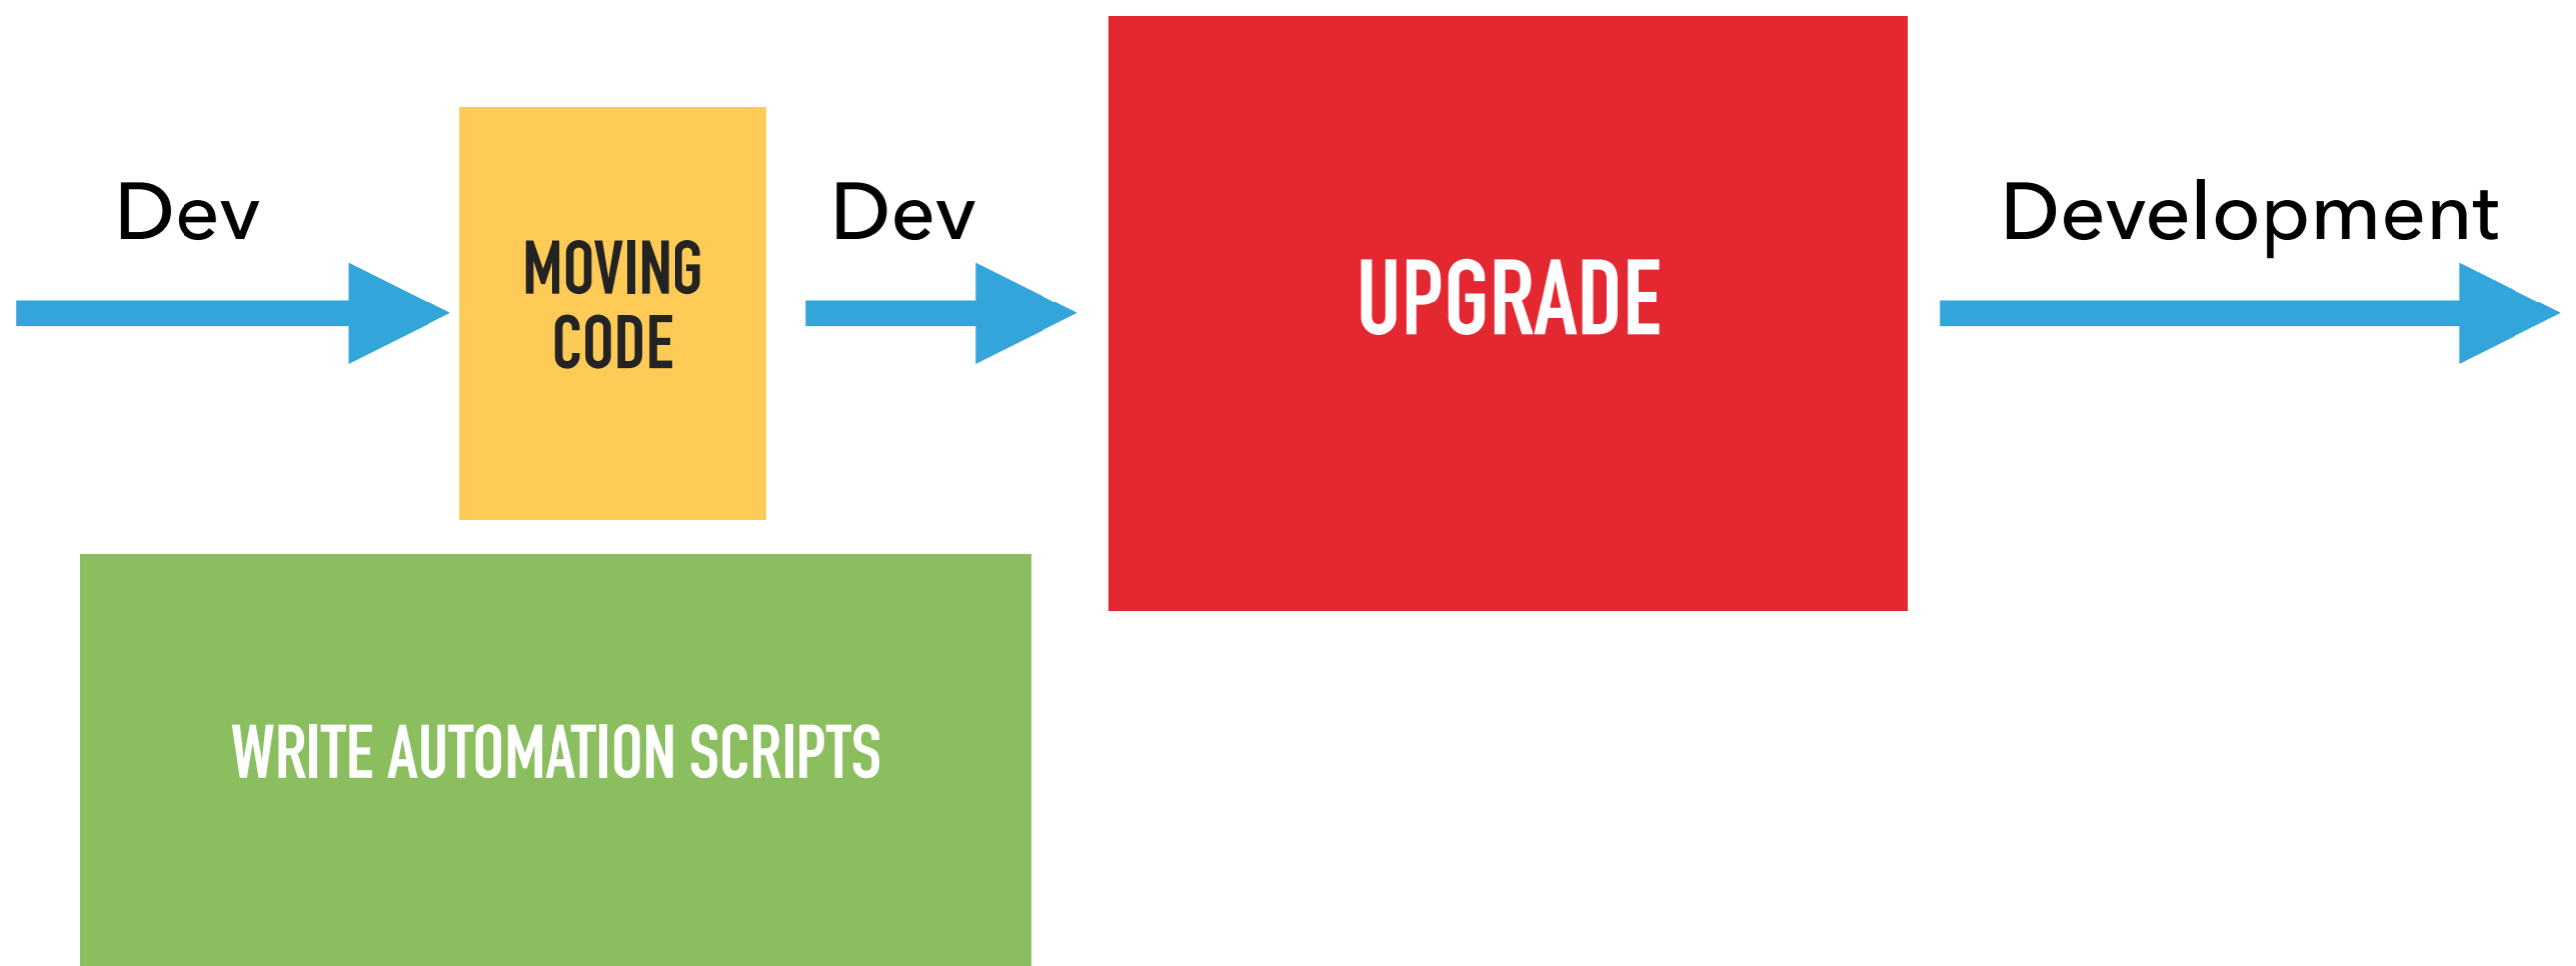 Dev
MOVING
CODE
Dev
UPGRADE
Development
WRITE AUTOMATION SCRIPTS